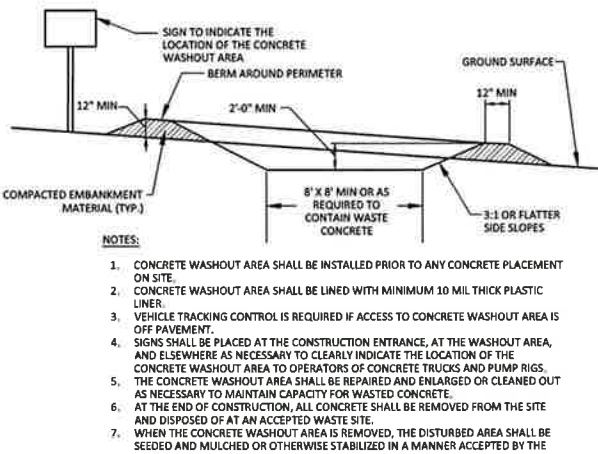 SIGN TO INDICATE THE
LOCATION OF THE CONCRETE
WASHOUT AREA
BERM AROUND PERIMETER
GROUND SURFACE
12" MIN
2'-0" MIN
12" MIN
COMPACTED EMBANKMENT
MATERIAL (TYP.)
8' X 8' MIN OR AS
REQUIRED TO
CONTAIN WASTE
CONCRETE
3:1 OR FLATTER
SIDE SLOPES
NOTES:
1. CONCRETE WASHOUT AREA SHALL BE INSTALLED PRIOR TO ANY CONCRETE PLACEMENT
ON SITE.
2. CONCRETE WASHOUT AREA SHALL BE LINED WITH MINIMUM 10 MIL THICK PLASTIC
LINER.
3. VEHICLE TRACKING CONTROL IS REQUIRED IF ACCESS TO CONCRETE WASHOUT AREA IS
OFF PAVEMENT.
4. SIGNS SHALL BE PLACED AT THE CONSTRUCTION ENTRANCE, AT THE WASHOUT AREA,
AND ELSEWHERE AS NECESSARY TO CLEARLY INDICATE THE LOCATION OF THE
CONCRETE WASHOUT AREA TO OPERATORS OF CONCRETE TRUCKS AND PUMP RIGS.
5. THE CONCRETE WASHOUT AREA SHALL BE REPAIRED AND ENLARGED OR CLEANED OUT
AS NECESSARY TO MAINTAIN CAPACITY FOR WASTED CONCRETE.
6. AT THE END OF CONSTRUCTION, ALL CONCRETE SHALL BE REMOVED FROM THE SITE
AND DISPOSED OF AT AN ACCEPTED WASTE SITE.
7. WHEN THE CONCRETE WASHOUT AREA IS REMOVED, THE DISTURBED AREA SHALL BE
SEEDED AND MULCHED OR OTHERWISE STABILIZED IN A MANNER ACCEPTED BY THE